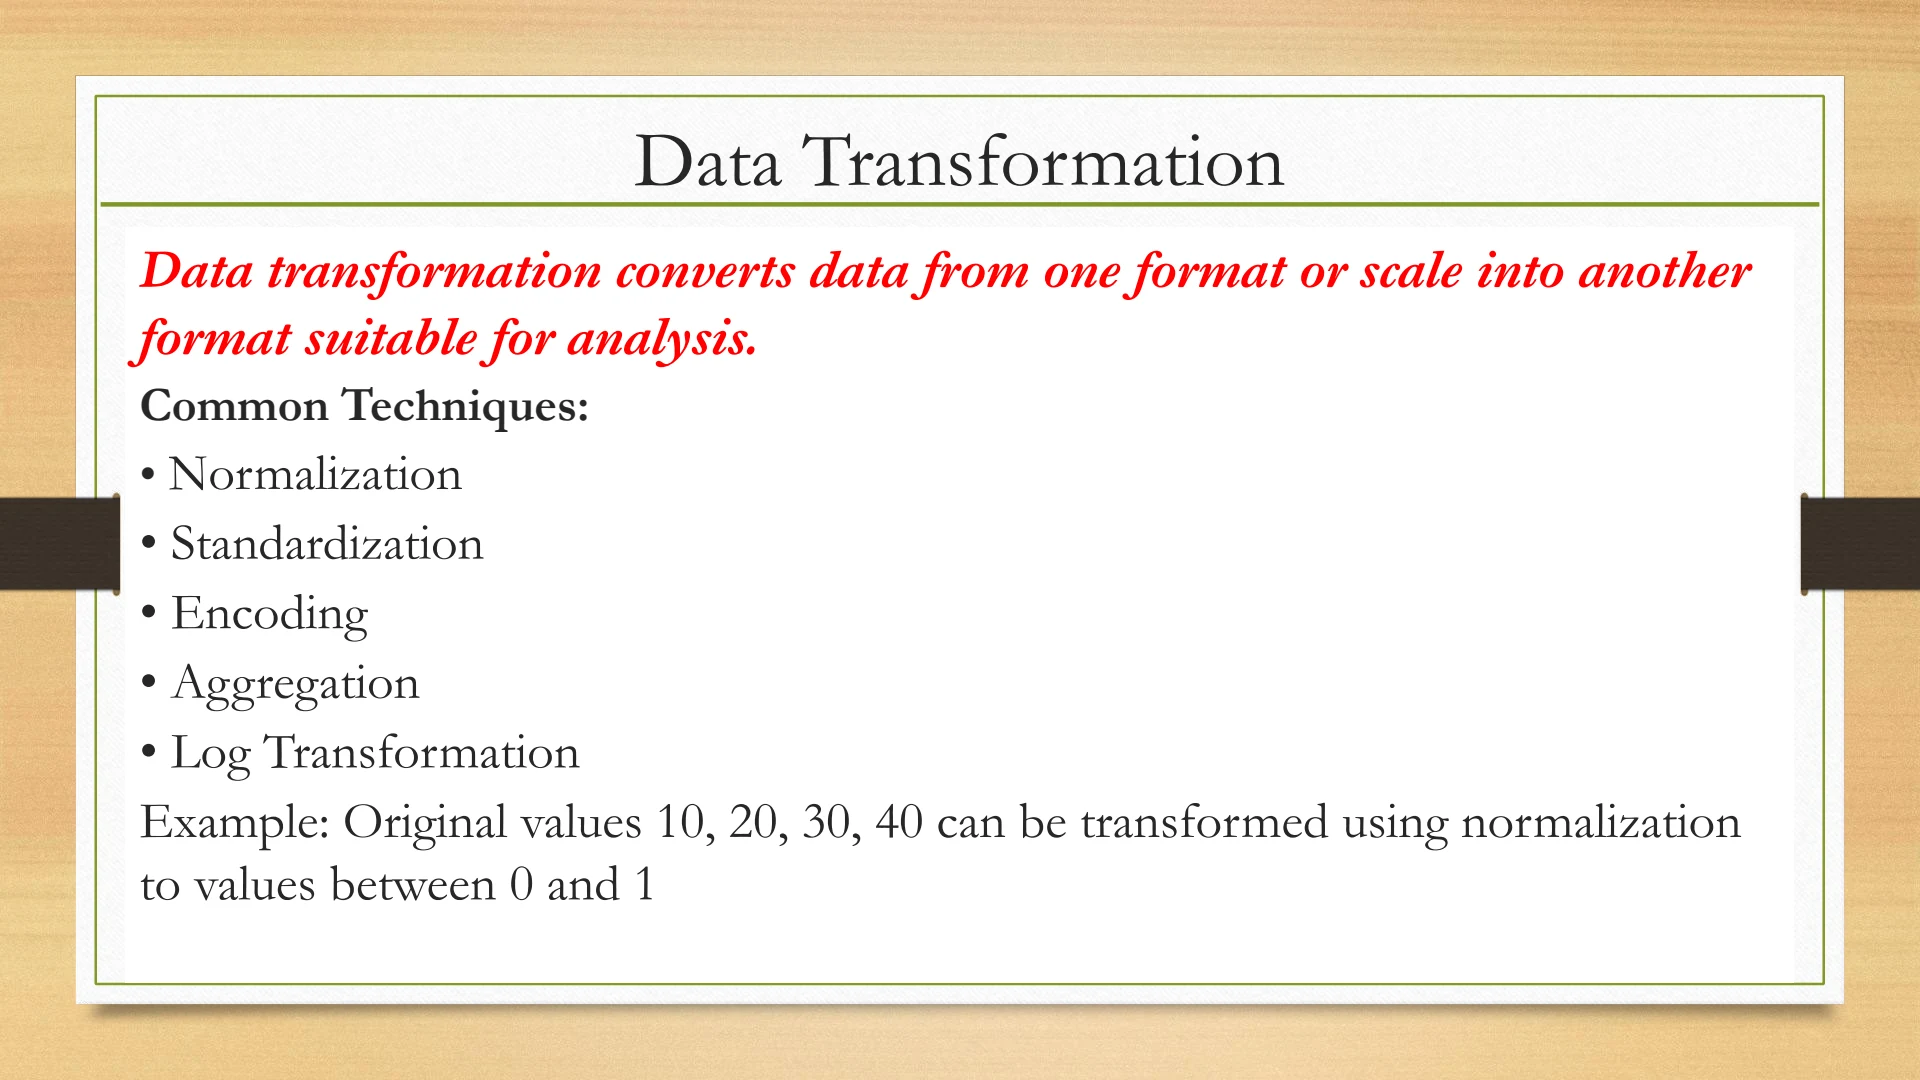 Data Transformation
Data transformation converts data from one format or scale into another
format suitable for analysis.
Common Techniques:
• Normalization
• Standardization
• Encoding
• Aggregation
• Log Transformation
Example: Original values 10, 20, 30, 40 can be transformed using normalization
to values between 0 and 1